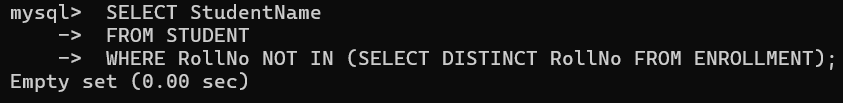 mysql>  SELECT StudentName
    ->  FROM STUDENT
    ->  WHERE RollNo NOT IN (SELECT DISTINCT RollNo FROM ENROLLMENT);
Empty set (0.00 sec)